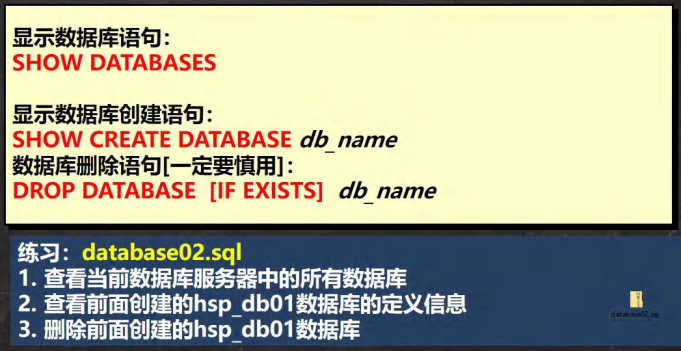 显示数据库语句：
SHOW DATABASES
显示数据库创建语句：
SHOW CREATE DATABASE db_name
数据库删除语句[一定要慎用]：
DROP DATABASE [IF EXISTS] db_name
练习：database02.sql
1. 查看当前数据库服务器中的所有数据库
2. 查看前面创建的hsp_db01数据库的定义信息
3. 删除前面创建的hsp_db01数据库